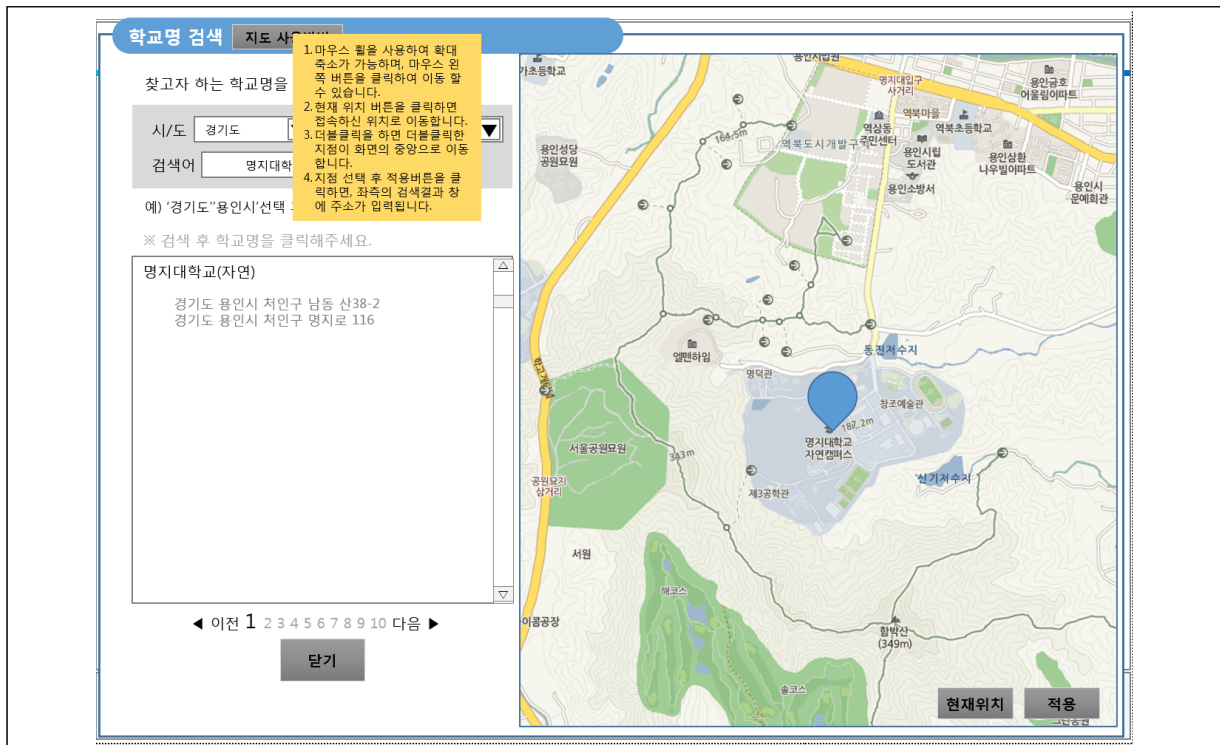 학교명 검색
지도 사용
1. 마우스 휠을 사용하여 확대
축소가 가능하며, 마우스 왼
쪽 버튼을 클릭하여 이동 할
수 있습니다.
2. 현재 위치 버튼을 클릭하면
접속하신 위치로 이동합니다.
3. 더블클릭을 하면 더블클릭한
지점이 화면의 중앙으로 이동
합니다.
4. 지점 선택 후 적용버튼을 클
릭하면, 좌측의 검색결과 창
에 주소가 입력됩니다.
찾고자 하는 학교명을
시/도 경기도 ▼
검색어 명지대학
예) '경기도''용인시'선택
※ 검색 후 학교명을 클릭해주세요.
명지대학교(자연)
경기도 용인시 처인구 남동 산38-2
경기도 용인시 처인구 명지로 116
◀ 이전 1 2 3 4 5 6 7 8 9 10 다음 ▶
닫기
가초등학교
용인시법원
명지대입구
사거리
용인금호
어울림아파트
역북마을
역삼동
주민센터
역북초등학교
164.5m
역북도시개발구
용인성당
공원묘원
용인시립
도서관
용인삼환
나우빌아파트
용인소방서
용인시
문예회관
엘펜하임
동진저수지
명덕관
창조예술관
187.2m
명지대학교
자연캠퍼스
서울공원묘원
343m
공원묘지
삼거리
제3공학관
신기저수지
서원
해코스
이콤공장
함박산
(349m)
솔코스
현재위치
적용